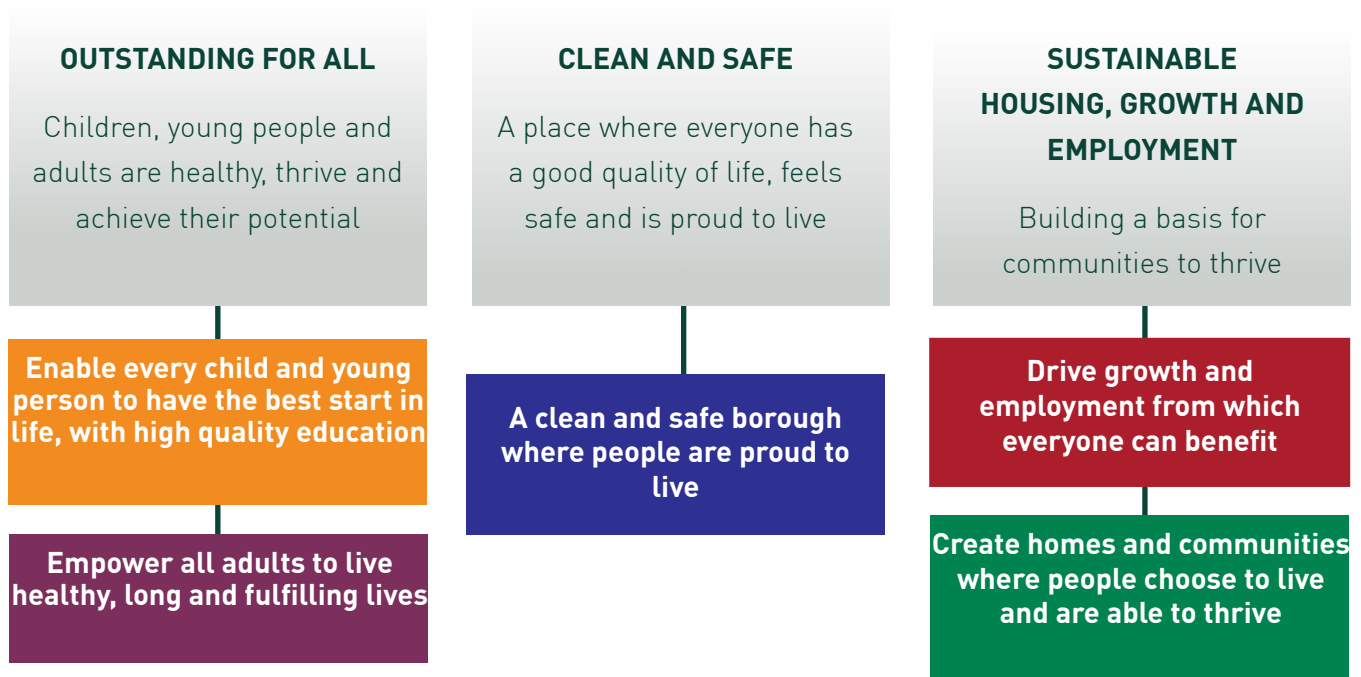 OUTSTANDING FOR ALL
Children, young people and
adults are healthy, thrive and
achieve their potential
Enable every child and young
person to have the best start in
life, with high quality education
Empower all adults to live
healthy, long and fulfilling lives
CLEAN AND SAFE
A place where everyone has
a good quality of life, feels
safe and is proud to live
A clean and safe borough
where people are proud to
live
SUSTAINABLE
HOUSING, GROWTH AND
EMPLOYMENT
Building a basis for
communities to thrive
Drive growth and
employment from which
everyone can benefit
Create homes and communities
where people choose to live
and are able to thrive